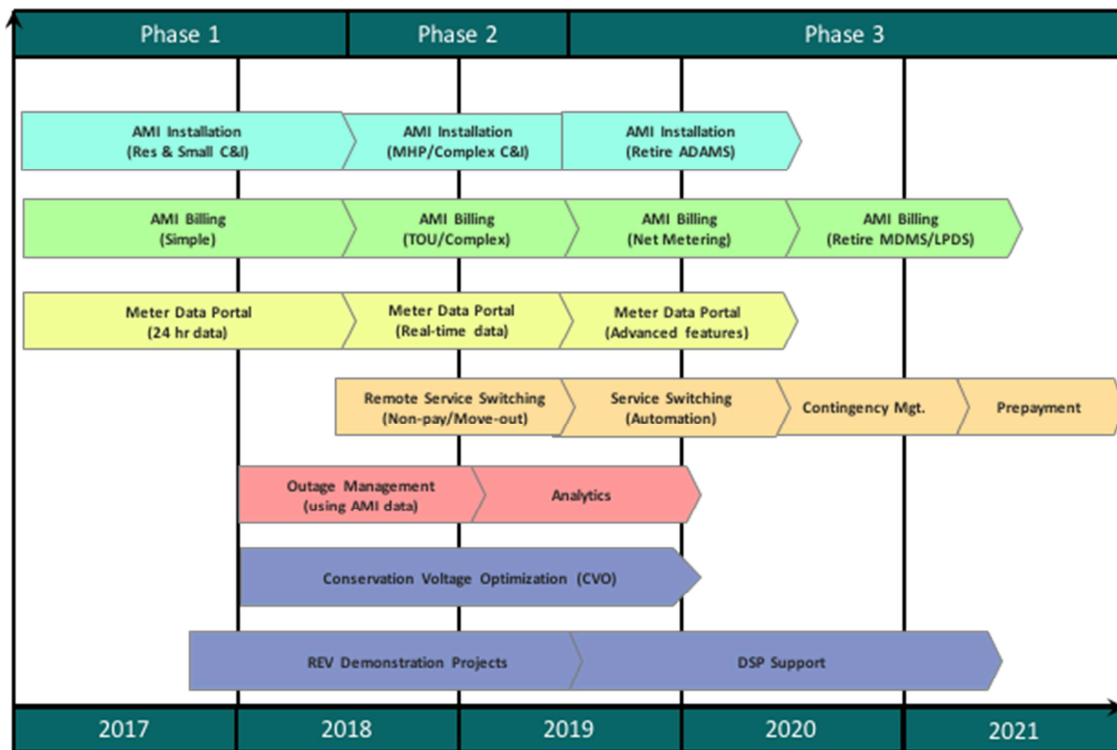 Phase 1
Phase 2
Phase 3
AMI Installation
(Res & Small C&I)
AMI Installation
(MHP/Complex C&I)
AMI Installation
(Retire ADAMS)
AMI Billing
(Simple)
AMI Billing
(TOU/Complex)
AMI Billing
(Net Metering)
AMI Billing
(Retire MDMS/LPDS)
Meter Data Portal
(24 hr data)
Meter Data Portal
(Real-time data)
Meter Data Portal
(Advanced features)
Remote Service Switching
(Non-pay/Move-out)
Service Switching
(Automation)
Contingency Mgt.
Prepayment
Outage Management
(using AMI data)
Analytics
Conservation Voltage Optimization (CVO)
REV Demonstration Projects
DSP Support
2017
2018
2019
2020
2021